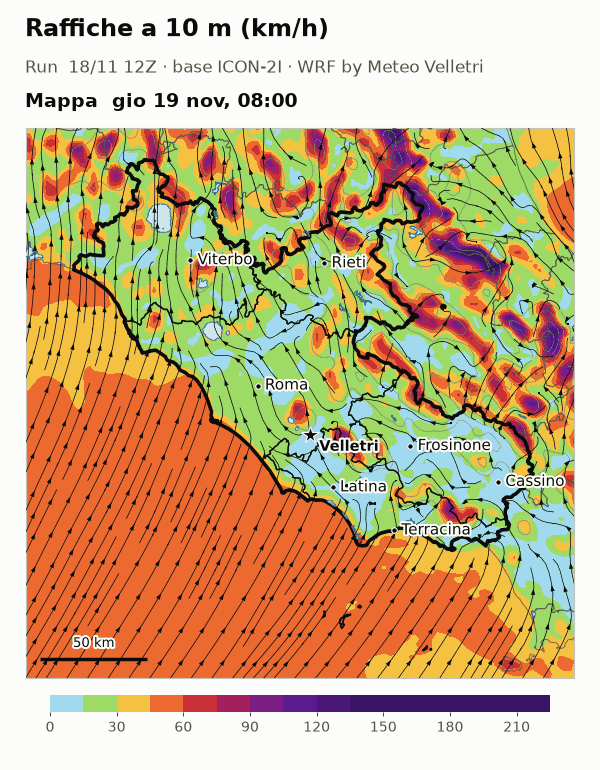 Raffiche a 10 m (km/h)
Run 18/11 12Z · base ICON-2I · WRF by Meteo Velletri
Mappa gio 19 nov, 08:00
Viterbo
Rieti
Roma
Velletri
Frosinone
Cassino
Latina
Terracina
50 km
0 30 60 90 120 150 180 210